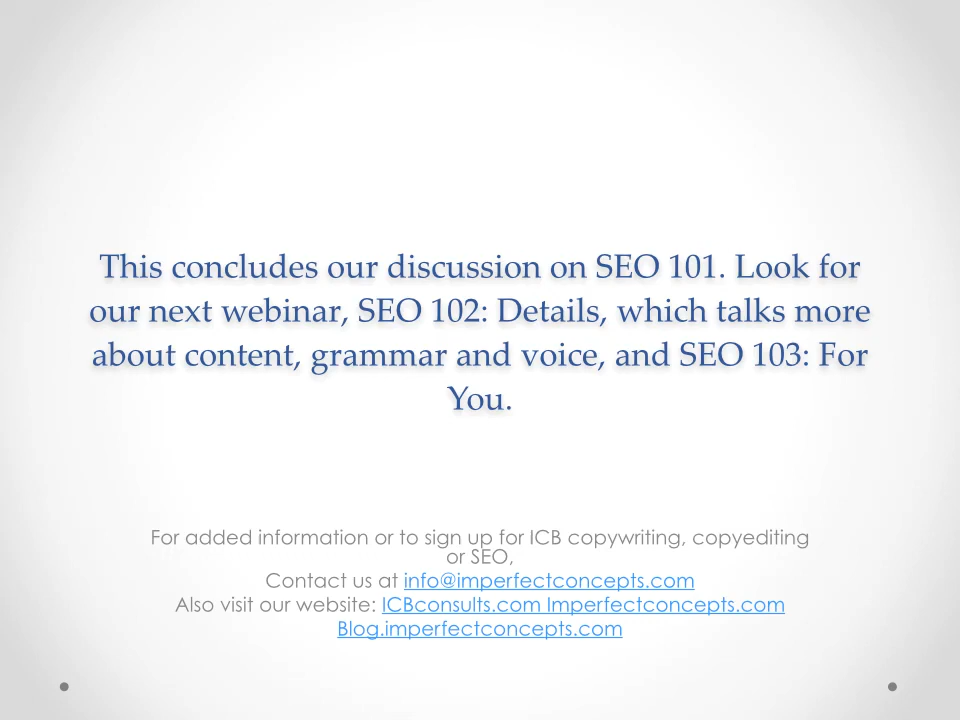 This concludes our discussion on SEO 101. Look for
our next webinar, SEO 102: Details, which talks more
about content, grammar and voice, and SEO 103: For
You.
For added information or to sign up for ICB copywriting, copyediting
or SEO,
Contact us at info@imperfectconcepts.com
Also visit our website: ICBconsults.com Imperfectconcepts.com
Blog.imperfectconcepts.com